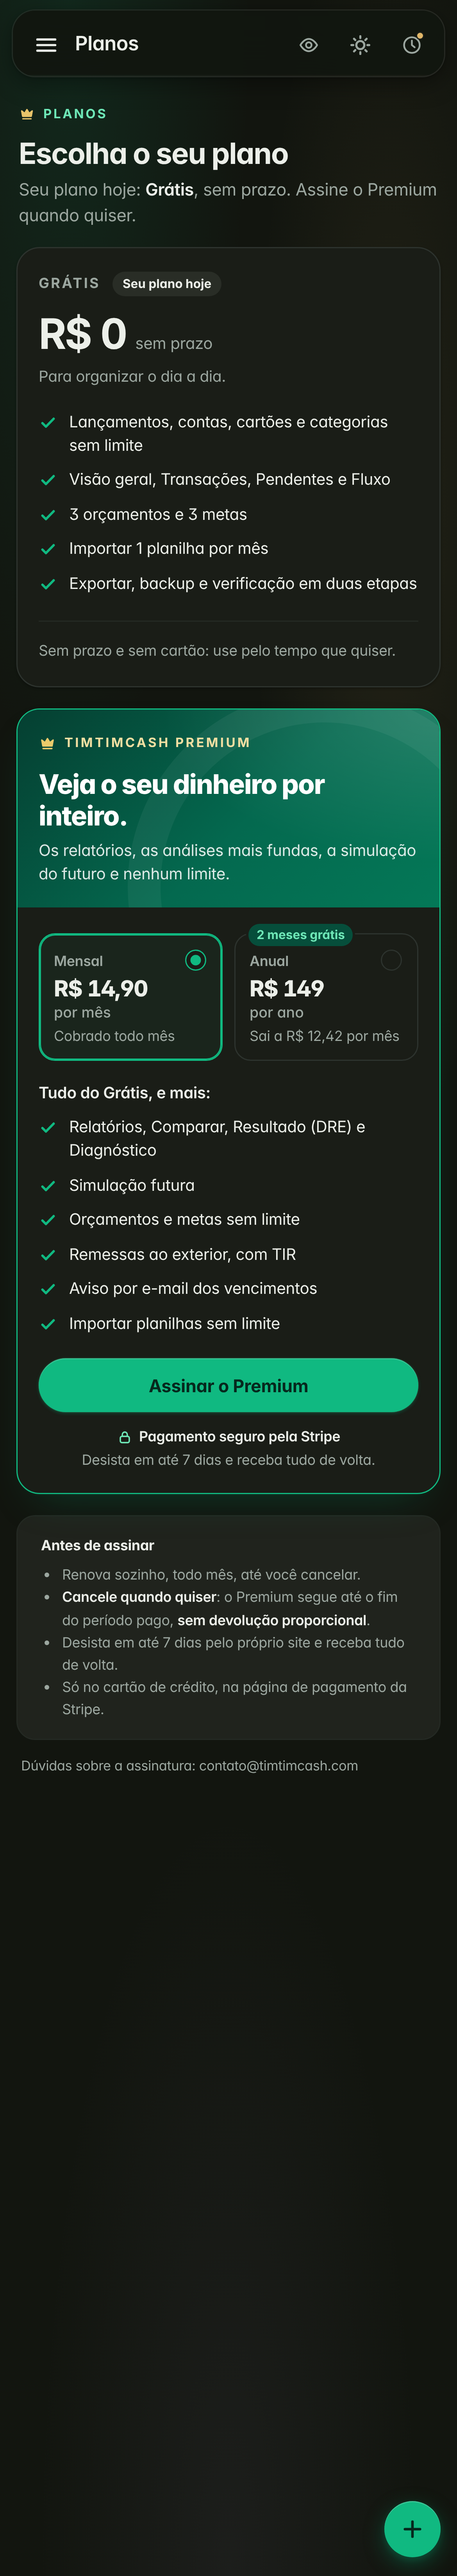 Planos
PLANOS
Escolha o seu plano
Seu plano hoje: Grátis, sem prazo. Assine o Premium
quando quiser.
GRÁTIS Seu plano hoje
R$ 0 sem prazo
Para organizar o dia a dia.
Lançamentos, contas, cartões e categorias
sem limite
Visão geral, Transações, Pendentes e Fluxo
3 orçamentos e 3 metas
Importar 1 planilha por mês
Exportar, backup e verificação em duas etapas
Sem prazo e sem cartão: use pelo tempo que quiser.
TIMTIMCASH PREMIUM
Veja o seu dinheiro por
inteiro.
Os relatórios, as análises mais fundas, a simulação
do futuro e nenhum limite.
Mensal
R$ 14,90
por mês
Cobrado todo mês
2 meses grátis
Anual
R$ 149
por ano
Sai a R$ 12,42 por mês
Tudo do Grátis, e mais:
Relatórios, Comparar, Resultado (DRE) e
Diagnóstico
Simulação futura
Orçamentos e metas sem limite
Remessas ao exterior, com TIR
Aviso por e-mail dos vencimentos
Importar planilhas sem limite
Assinar o Premium
Pagamento seguro pela Stripe
Desista em até 7 dias e receba tudo de volta.
Antes de assinar
• Renova sozinho, todo mês, até você cancelar.
• Cancele quando quiser: o Premium segue até o fim
do período pago, sem devolução proporcional.
• Desista em até 7 dias pelo próprio site e receba tudo
de volta.
• Só no cartão de crédito, na página de pagamento da
Stripe.
Dúvidas sobre a assinatura: contato@timtimcash.com